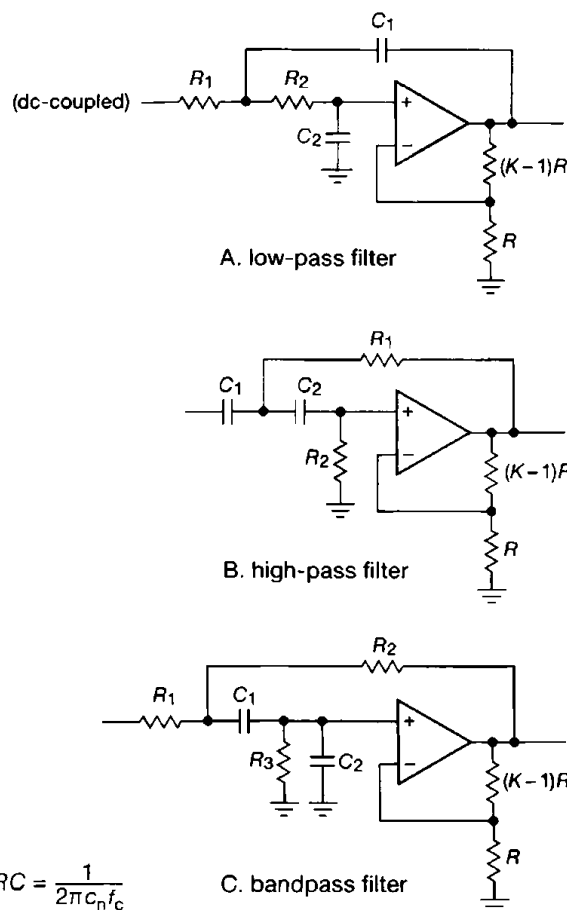 C1
R1 R2
(dc-coupled)
+
C2
−
(K−1)R
R
A. low-pass filter
R1
C1 C2
+
R2
−
(K−1)R
R
B. high-pass filter
R2
R1 C1
+
R3 C2
−
(K−1)R
R
RC = 1/(2πcnfc)
C. bandpass filter